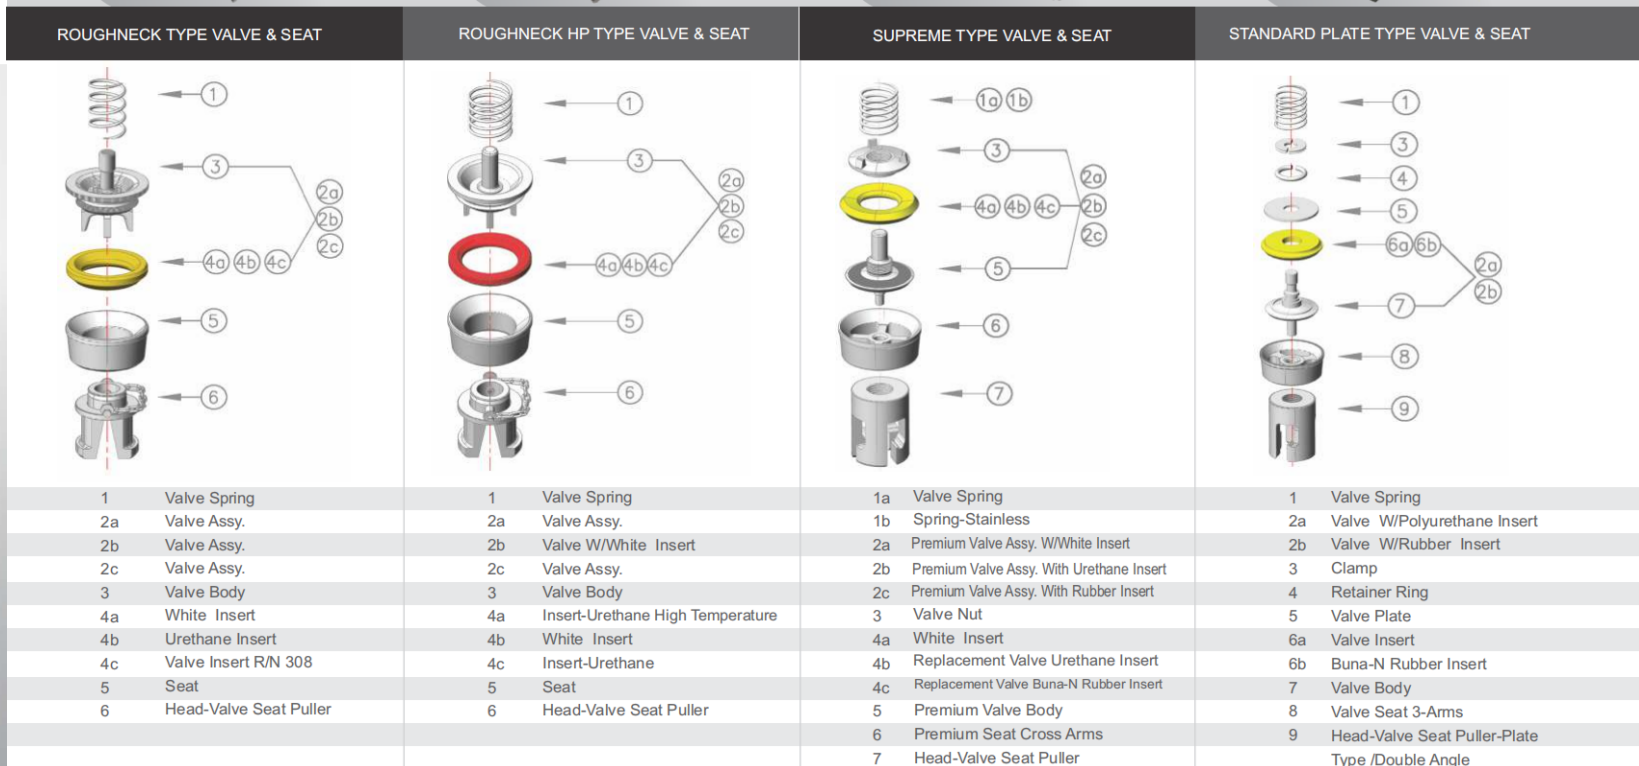 ROUGHNECK TYPE VALVE & SEAT
1
3
2a
2b
2c
4a 4b 4c
5
6
1 Valve Spring
2a Valve Assy.
2b Valve Assy.
2c Valve Assy.
3 Valve Body
4a White Insert
4b Urethane Insert
4c Valve Insert R/N 308
5 Seat
6 Head-Valve Seat Puller
ROUGHNECK HP TYPE VALVE & SEAT
1
3
2a
2b
2c
4a 4b 4c
5
6
1 Valve Spring
2a Valve Assy.
2b Valve W/White Insert
2c Valve Assy.
3 Valve Body
4a Insert-Urethane High Temperature
4b White Insert
4c Insert-Urethane
5 Seat
6 Head-Valve Seat Puller
SUPREME TYPE VALVE & SEAT
1a 1b
3
2a
4a 4b 4c 2b
2c
5
6
7
1a Valve Spring
1b Spring-Stainless
2a Premium Valve Assy. W/White Insert
2b Premium Valve Assy. With Urethane Insert
2c Premium Valve Assy. With Rubber Insert
3 Valve Nut
4a White Insert
4b Replacement Valve Urethane Insert
4c Replacement Valve Buna-N Rubber Insert
5 Premium Valve Body
6 Premium Seat Cross Arms
7 Head-Valve Seat Puller
STANDARD PLATE TYPE VALVE & SEAT
1
3
4
5
6a 6b
2a
2b
7
8
9
1 Valve Spring
2a Valve W/Polyurethane Insert
2b Valve W/Rubber Insert
3 Clamp
4 Retainer Ring
5 Valve Plate
6a Valve Insert
6b Buna-N Rubber Insert
7 Valve Body
8 Valve Seat 3-Arms
9 Head-Valve Seat Puller-Plate
Type /Double Angle